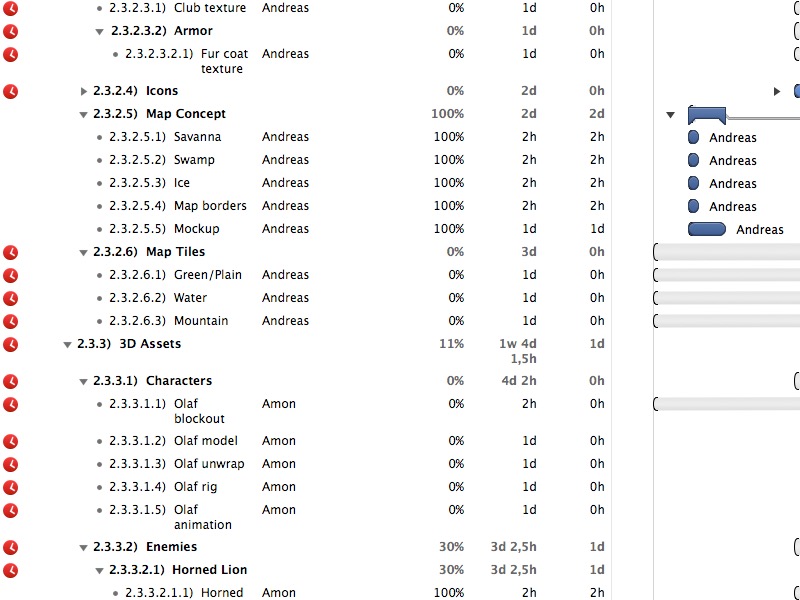 2.3.2.3.1) Club texture Andreas 0% 1d 0h
2.3.2.3.2) Armor 0% 1d 0h
2.3.2.3.2.1) Fur coat Andreas 0% 1d 0h
texture
2.3.2.4) Icons 0% 2d 0h
2.3.2.5) Map Concept 100% 2d 2d
2.3.2.5.1) Savanna Andreas 100% 2h 2h Andreas
2.3.2.5.2) Swamp Andreas 100% 2h 2h Andreas
2.3.2.5.3) Ice Andreas 100% 2h 2h Andreas
2.3.2.5.4) Map borders Andreas 100% 2h 2h Andreas
2.3.2.5.5) Mockup Andreas 100% 1d 1d Andreas
2.3.2.6) Map Tiles 0% 3d 0h
2.3.2.6.1) Green/Plain Andreas 0% 1d 0h
2.3.2.6.2) Water Andreas 0% 1d 0h
2.3.2.6.3) Mountain Andreas 0% 1d 0h
2.3.3) 3D Assets 11% 1w 4d 1d
1,5h
2.3.3.1) Characters 0% 4d 2h 0h
2.3.3.1.1) Olaf Amon 0% 2h 0h
blockout
2.3.3.1.2) Olaf model Amon 0% 1d 0h
2.3.3.1.3) Olaf unwrap Amon 0% 1d 0h
2.3.3.1.4) Olaf rig Amon 0% 1d 0h
2.3.3.1.5) Olaf Amon 0% 1d 0h
animation
2.3.3.2) Enemies 30% 3d 2,5h 1d
2.3.3.2.1) Horned Lion 30% 3d 2,5h 1d
2.3.3.2.1.1) Horned Amon 100% 2h 2h